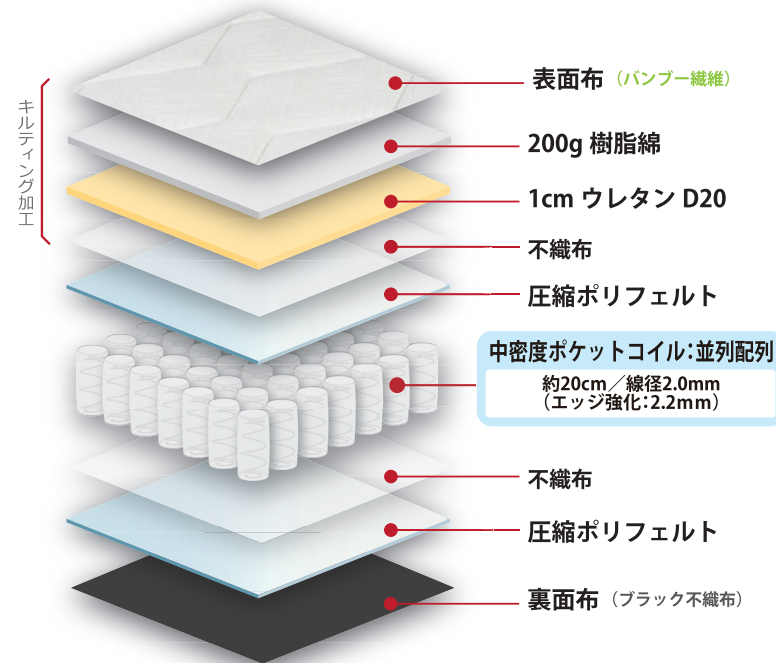 表面布（バンブー繊維）
キルティング加工
200g 樹脂綿
1cm ウレタン D20
不織布
圧縮ポリフェルト
中密度ポケットコイル：並列配列
約20cm／線径2.0mm
（エッジ強化：2.2mm）
不織布
圧縮ポリフェルト
裏面布（ブラック不織布）